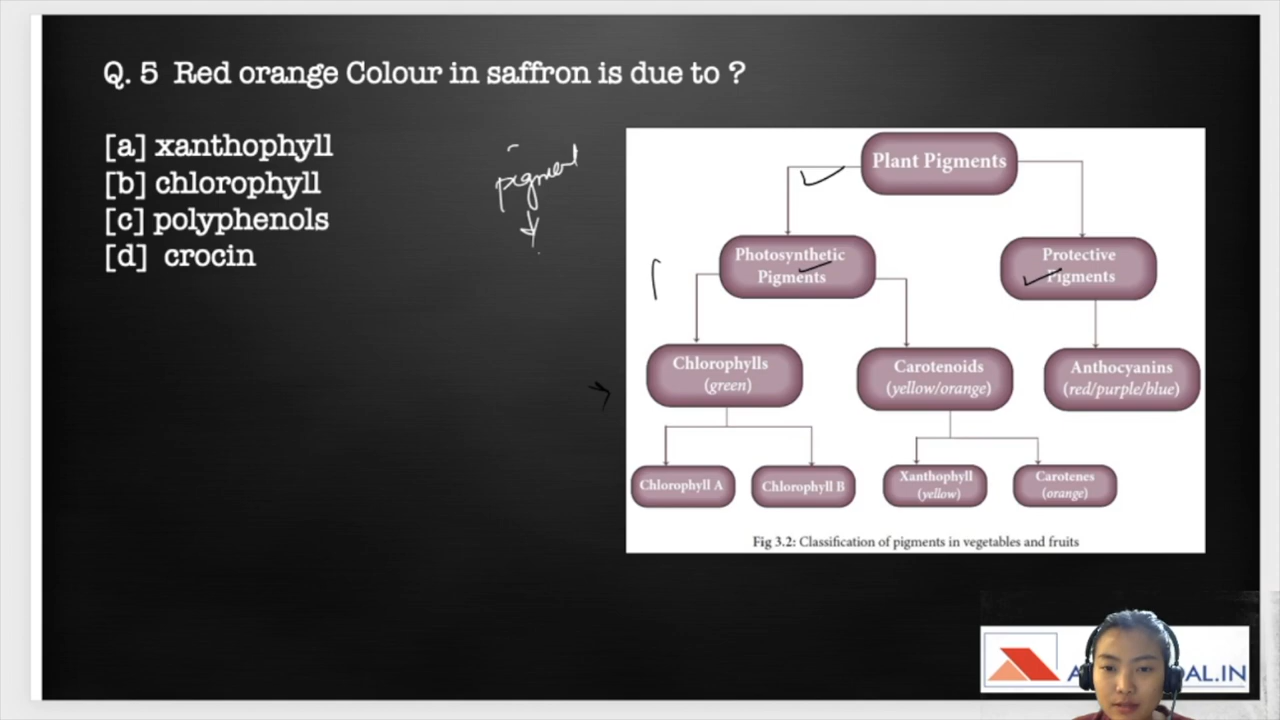 Q. 5 Red orange Colour in saffron is due to ?
[a] xanthophyll
[b] chlorophyll
[c] polyphenols
[d] crocin
pigment
Plant Pigments
Photosynthetic
Pigments
Protective
Pigments
Chlorophylls
(green)
Carotenoids
(yellow/orange)
Anthocyanins
(red/purple/blue)
Chlorophyll A
Chlorophyll B
Xanthophyll
(yellow)
Carotenes
(orange)
Fig 3.2: Classification of pigments in vegetables and fruits